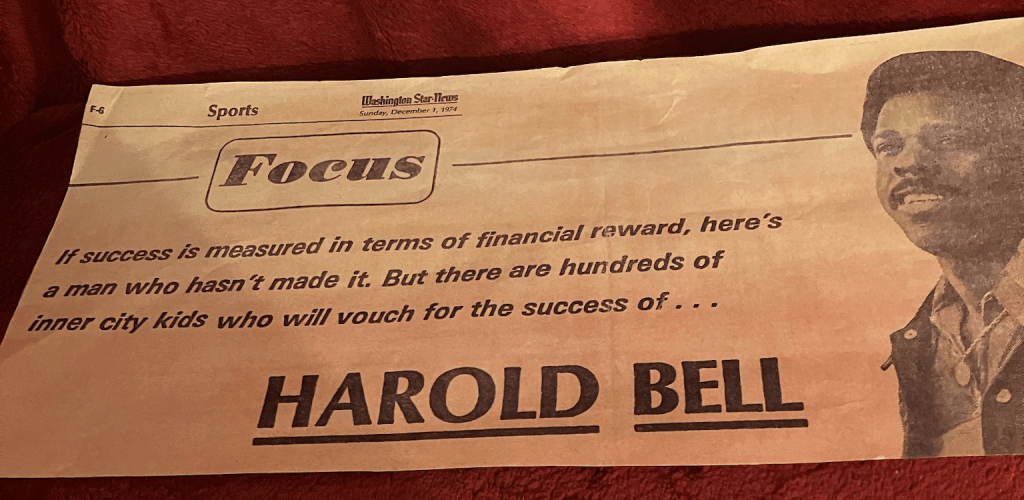 F-6
Sports
Washington Star-News
Sunday, December 1, 1974
Focus
If success is measured in terms of financial reward, here's
a man who hasn't made it. But there are hundreds of
inner city kids who will vouch for the success of . . .
HAROLD BELL